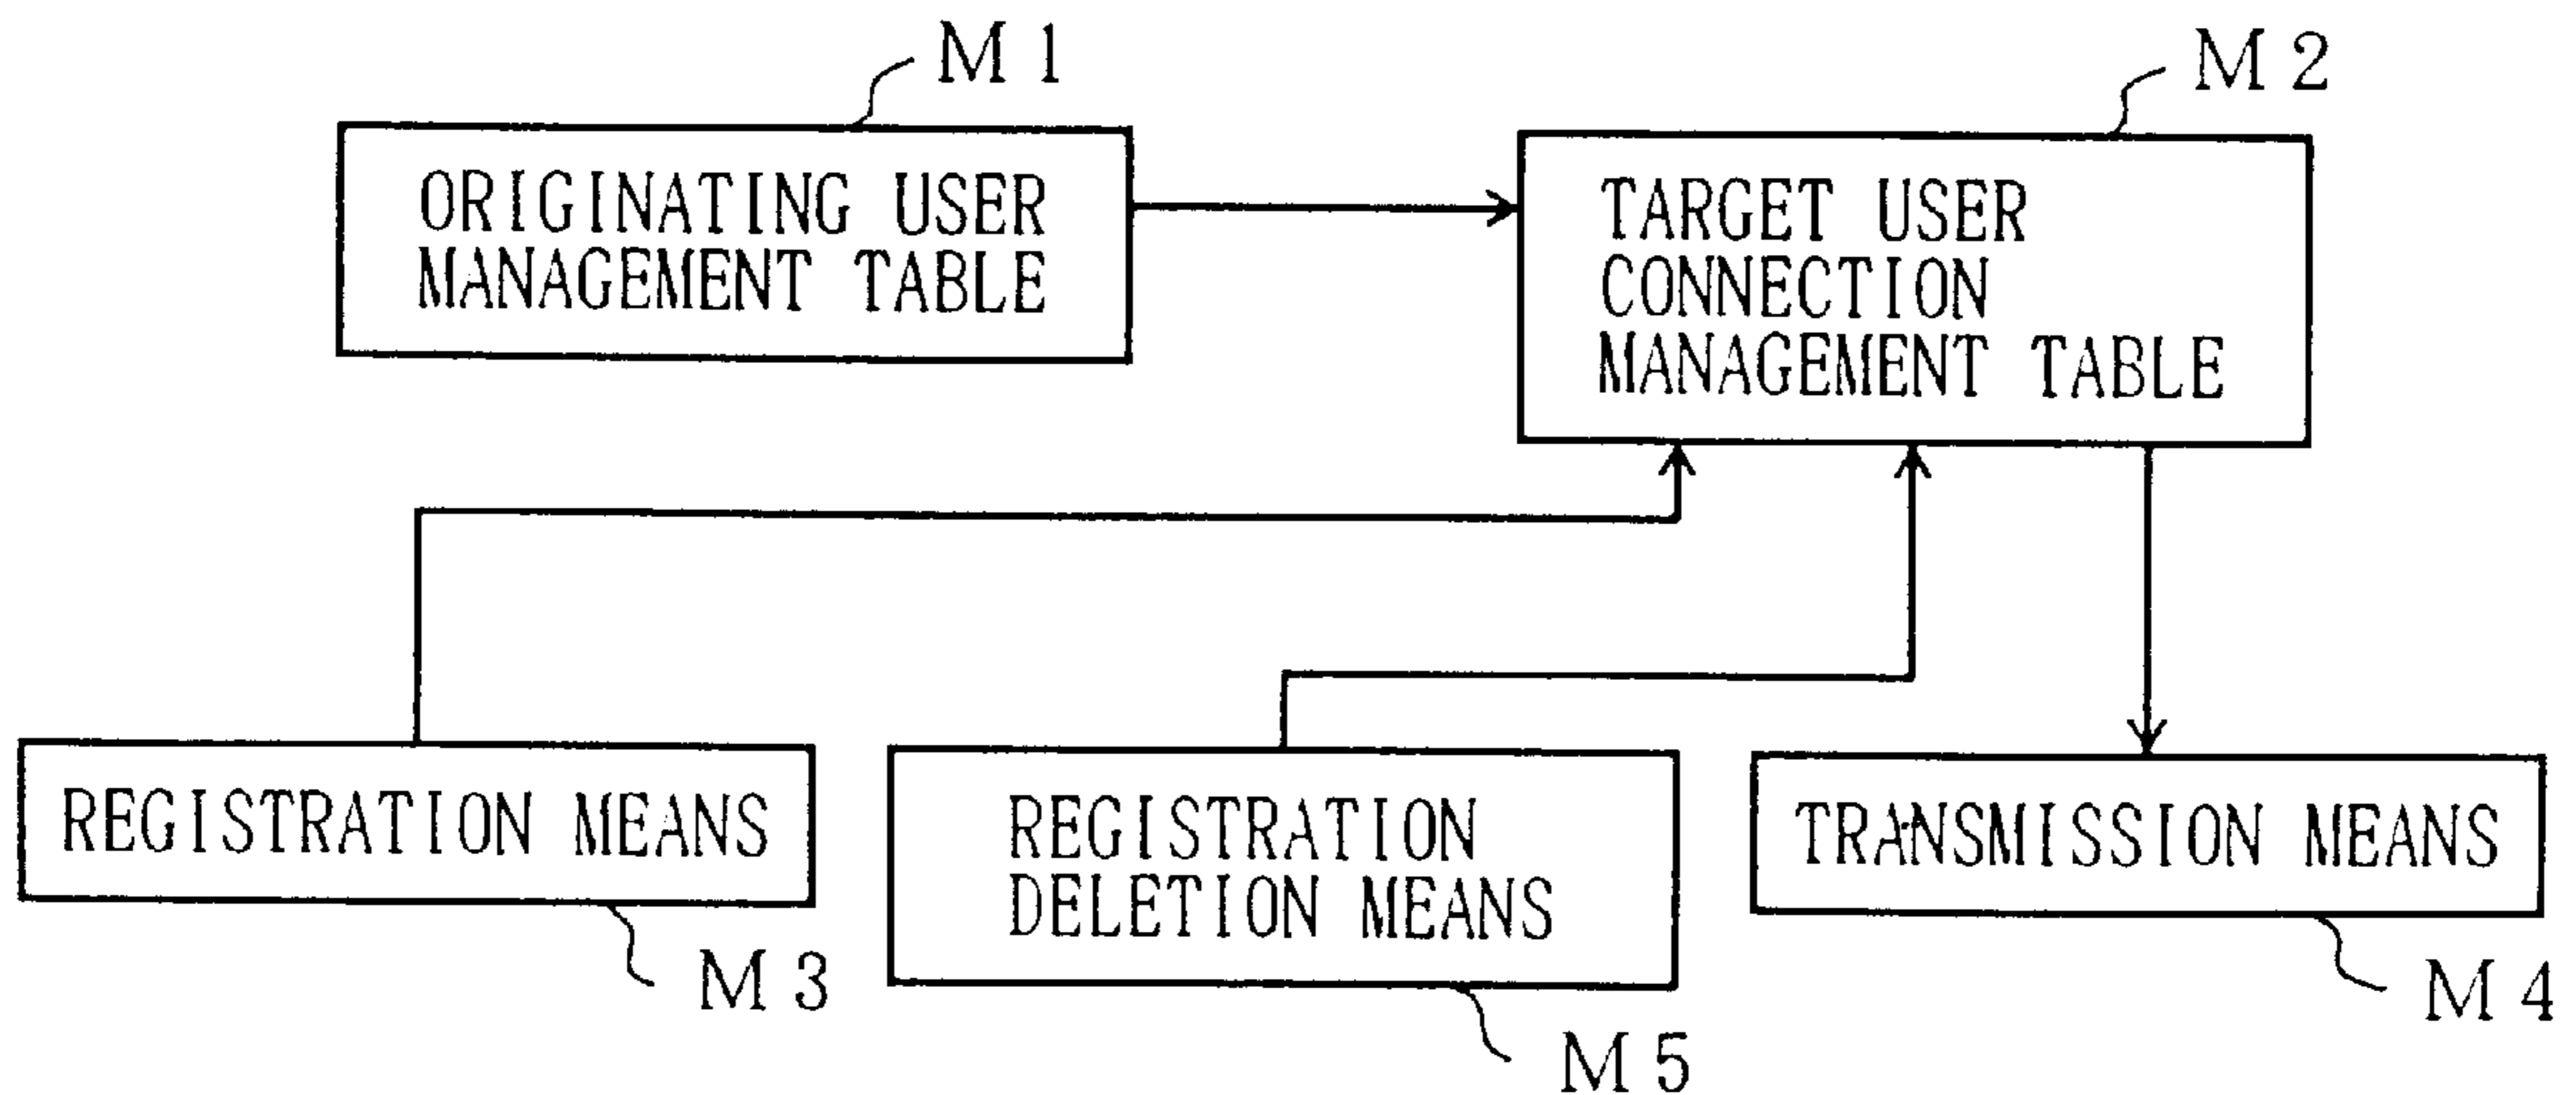 M1
ORIGINATING USER
MANAGEMENT TABLE
M2
TARGET USER
CONNECTION
MANAGEMENT TABLE
REGISTRATION MEANS
M3
REGISTRATION
DELETION MEANS
M5
TRANSMISSION MEANS
M4